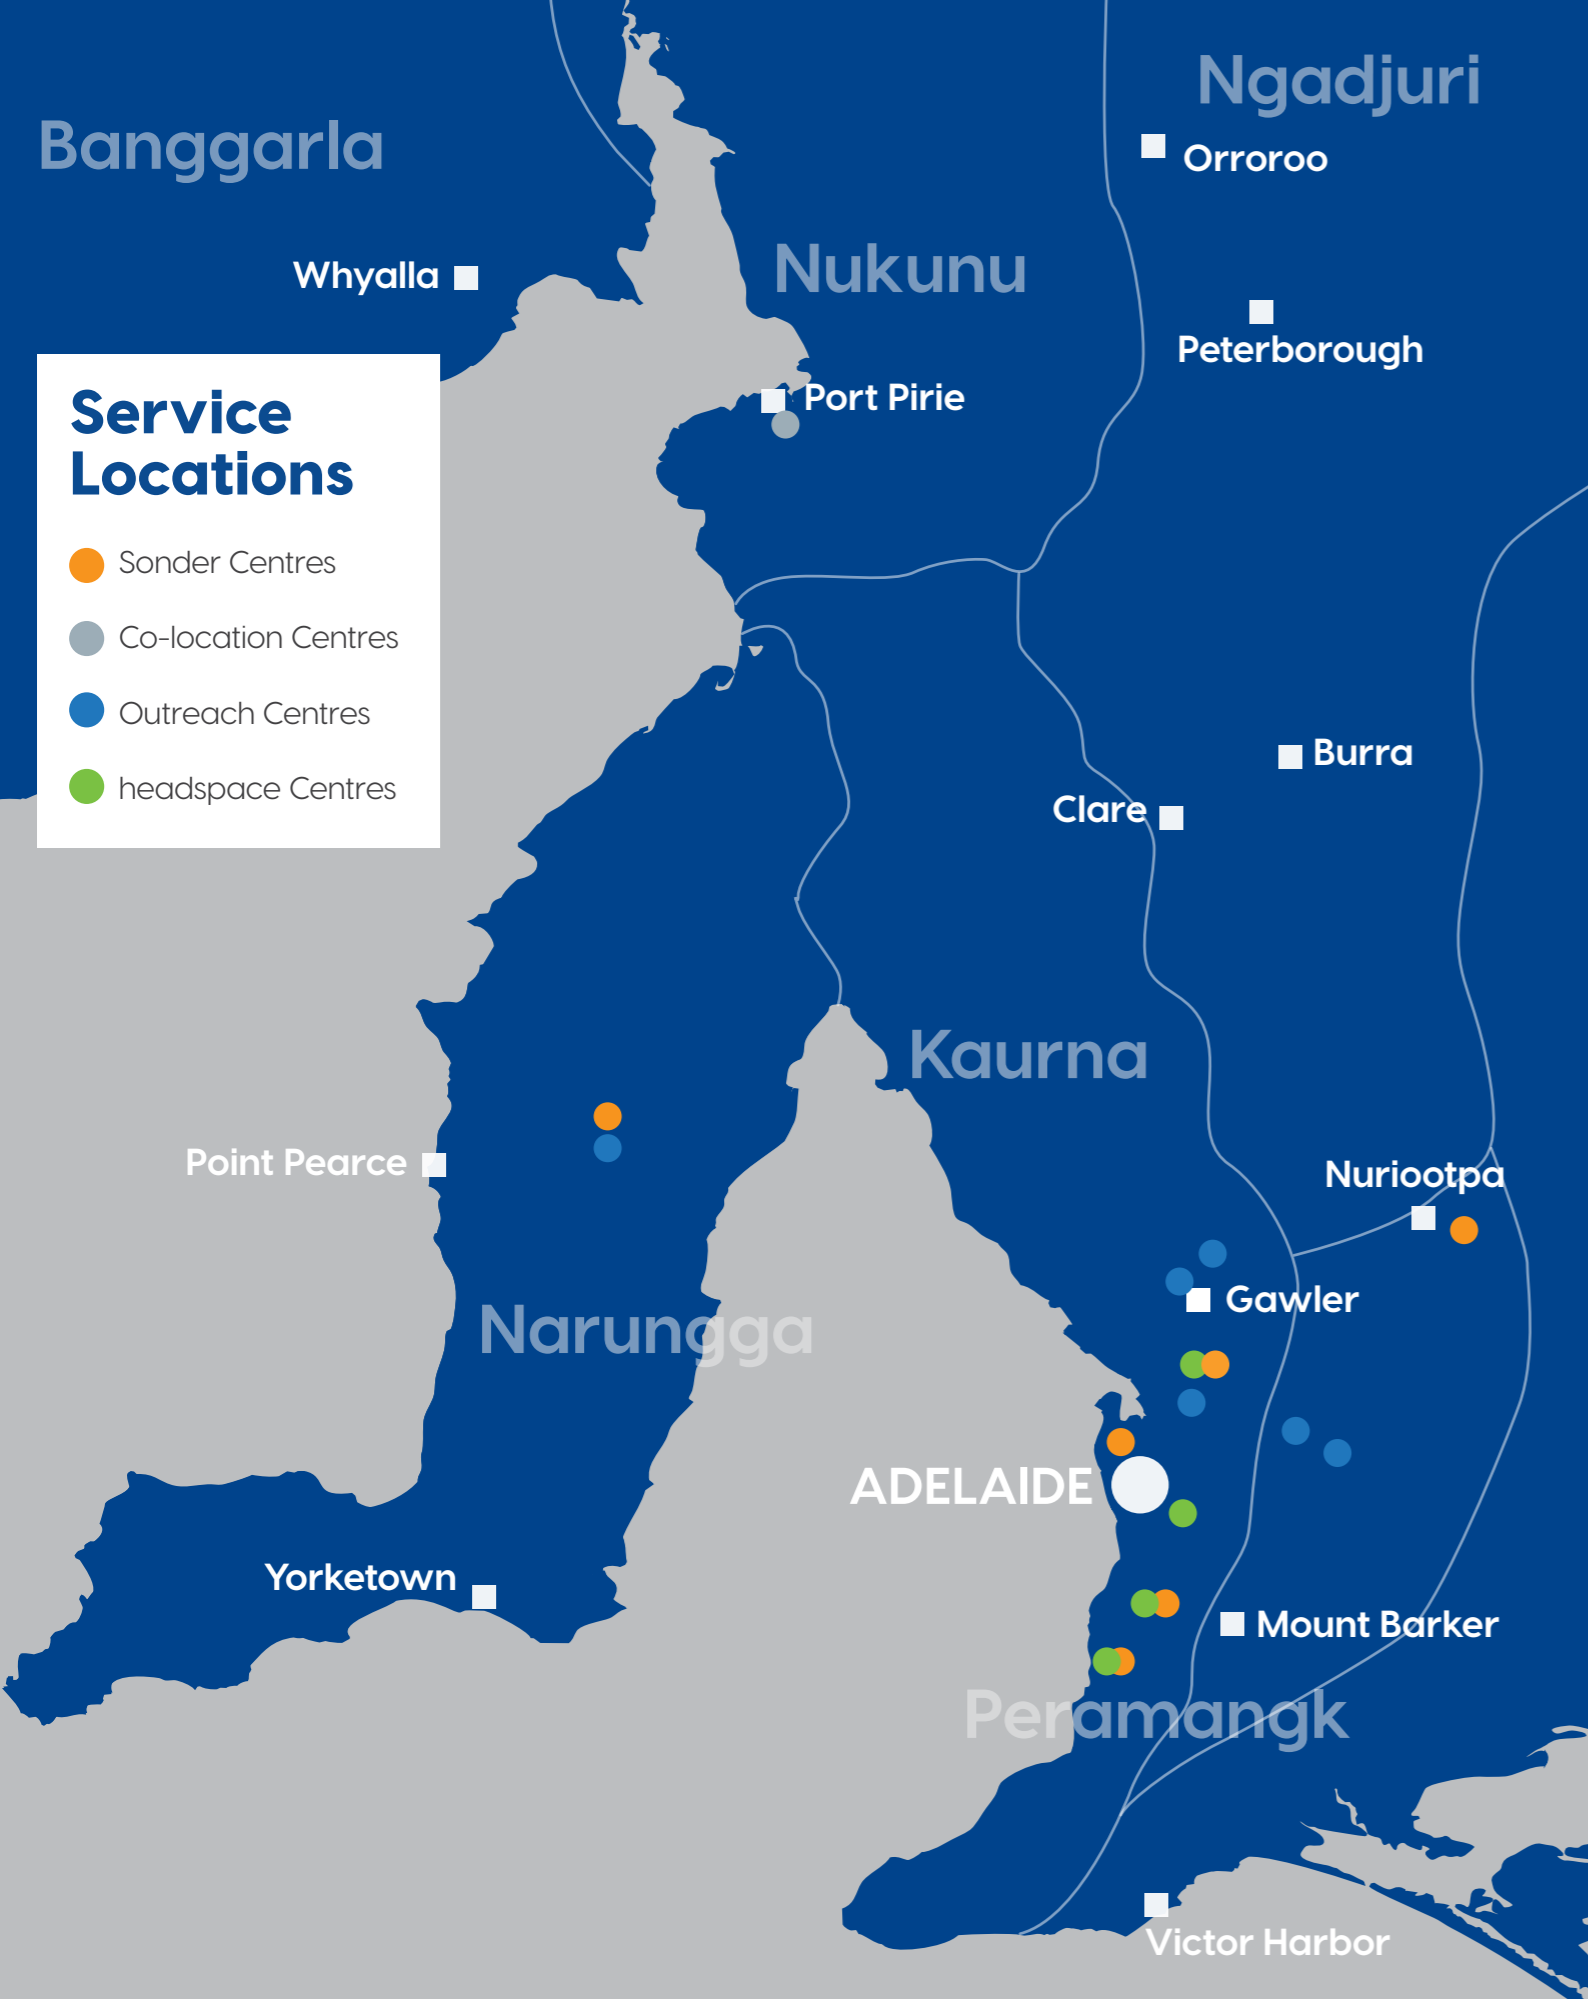 Ngadjuri
Banggarla
Orroroo
Whyalla
Nukunu
Peterborough
Port Pirie
Service
Locations
Sonder Centres
Co-location Centres
Outreach Centres
headspace Centres
Burra
Clare
Kaurna
Point Pearce
Nuriootpa
Gawler
Narungga
ADELAIDE
Yorketown
Mount Barker
Peramangk
Victor Harbor